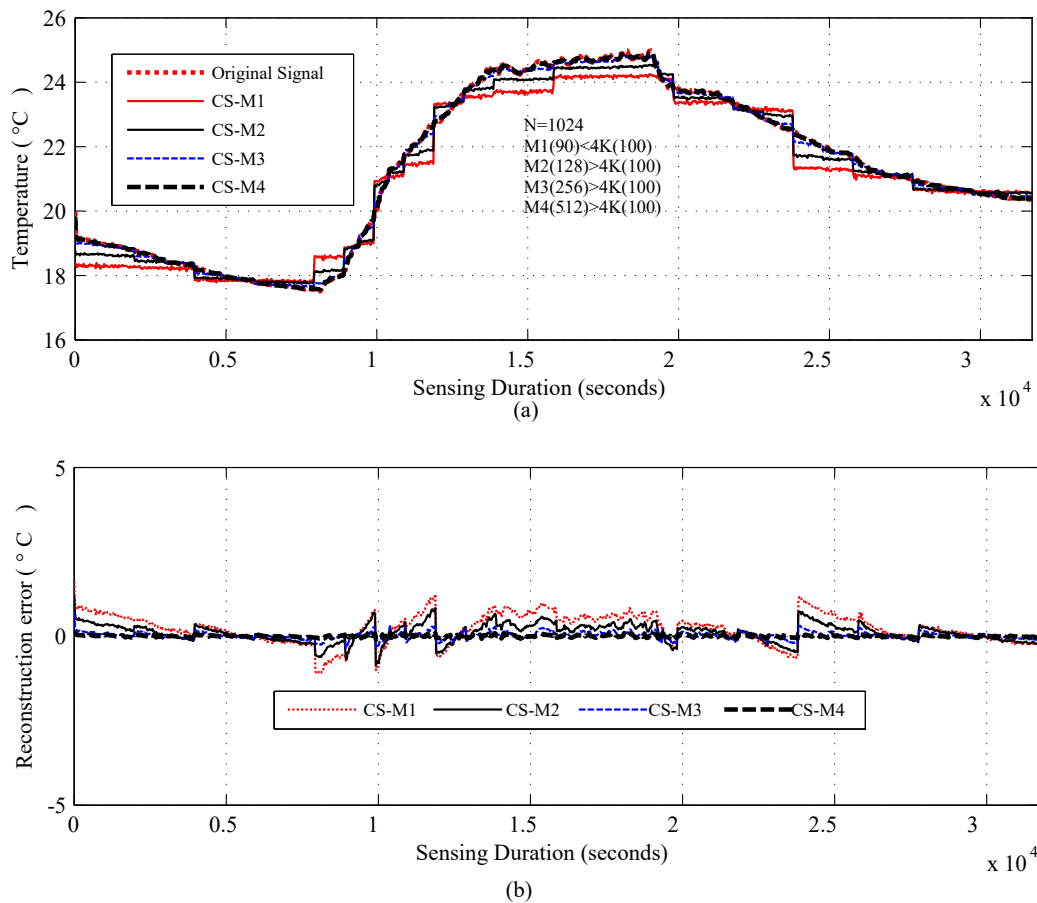 26
24
22
20
18
16
Temperature ( °C )
Original Signal
CS-M1
CS-M2
CS-M3
CS-M4
N=1024
M1(90)<4K(100)
M2(128)>4K(100)
M3(256)>4K(100)
M4(512)>4K(100)
0 0.5 1 1.5 2 2.5 3
Sensing Duration (seconds)
x 10^4
(a)
5
0
-5
Reconstruction error ( ° C )
CS-M1 CS-M2 CS-M3 CS-M4
0 0.5 1 1.5 2 2.5 3
Sensing Duration (seconds)
x 10^4
(b)